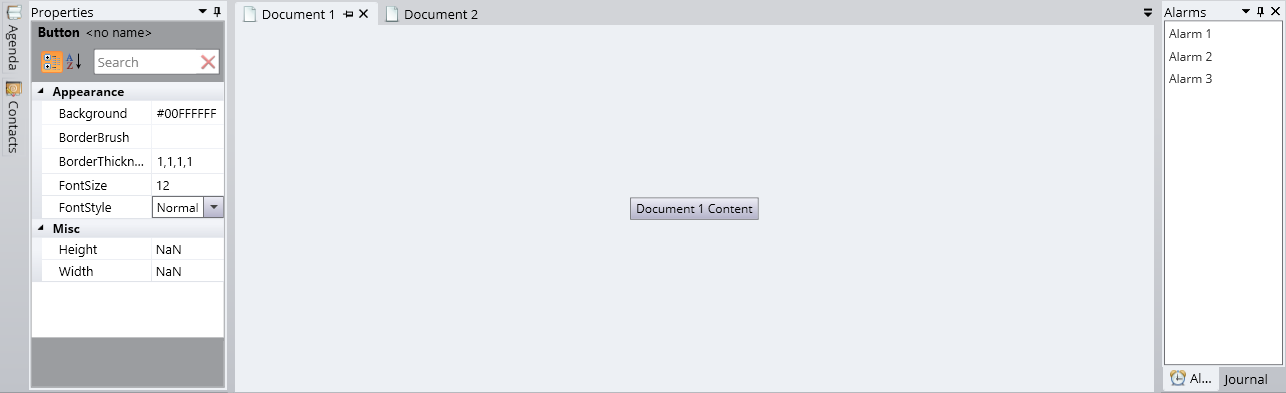 Agenda
Contacts
Properties
Button <no name>
A
Z
Search
Appearance
Background #00FFFFFF
BorderBrush
BorderThickn... 1,1,1,1
FontSize 12
FontStyle Normal
Misc
Height NaN
Width NaN
Document 1
Document 2
Document 1 Content
Alarms
Alarm 1
Alarm 2
Alarm 3
Al...
Journal